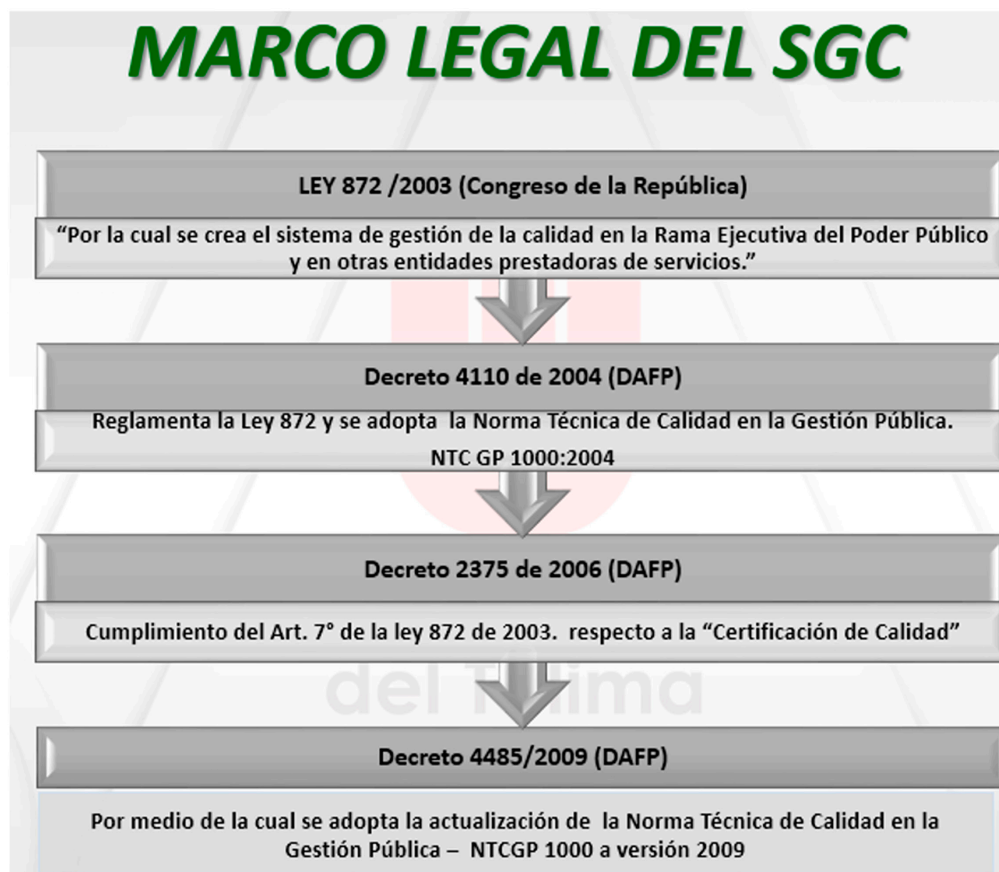 MARCO LEGAL DEL SGC
LEY 872 /2003 (Congreso de la República)
“Por la cual se crea el sistema de gestión de la calidad en la Rama Ejecutiva del Poder Público
y en otras entidades prestadoras de servicios.”
Decreto 4110 de 2004 (DAFP)
Reglamenta la Ley 872 y se adopta la Norma Técnica de Calidad en la Gestión Pública.
NTC GP 1000:2004
Decreto 2375 de 2006 (DAFP)
Cumplimiento del Art. 7° de la ley 872 de 2003. respecto a la “Certificación de Calidad”
del Tolima
Decreto 4485/2009 (DAFP)
Por medio de la cual se adopta la actualización de la Norma Técnica de Calidad en la
Gestión Pública – NTCGP 1000 a versión 2009